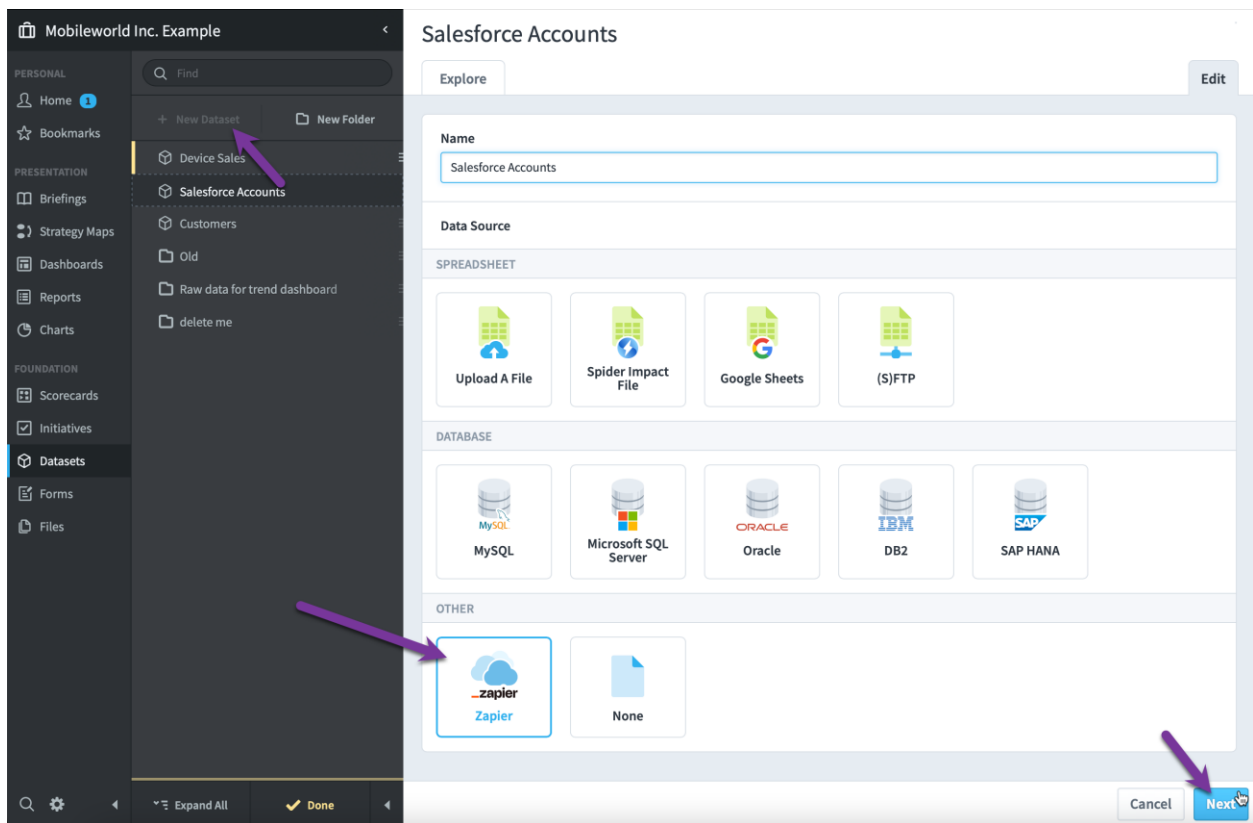 Mobileworld Inc. Example
PERSONAL
Home 1
Bookmarks
PRESENTATION
Briefings
Strategy Maps
Dashboards
Reports
Charts
FOUNDATION
Scorecards
Initiatives
Datasets
Forms
Files
Find
+ New Dataset
New Folder
Device Sales
Salesforce Accounts
Customers
Old
Raw data for trend dashboard
delete me
Expand All
Done
Salesforce Accounts
Explore
Edit
Name
Salesforce Accounts
Data Source
SPREADSHEET
Upload A File
Spider Impact
File
G
Google Sheets
(S)FTP
DATABASE
MySQL
MySQL
Microsoft SQL
Server
ORACLE
Oracle
IBM
DB2
SAP
SAP HANA
OTHER
_zapier
Zapier
None
Cancel
Next